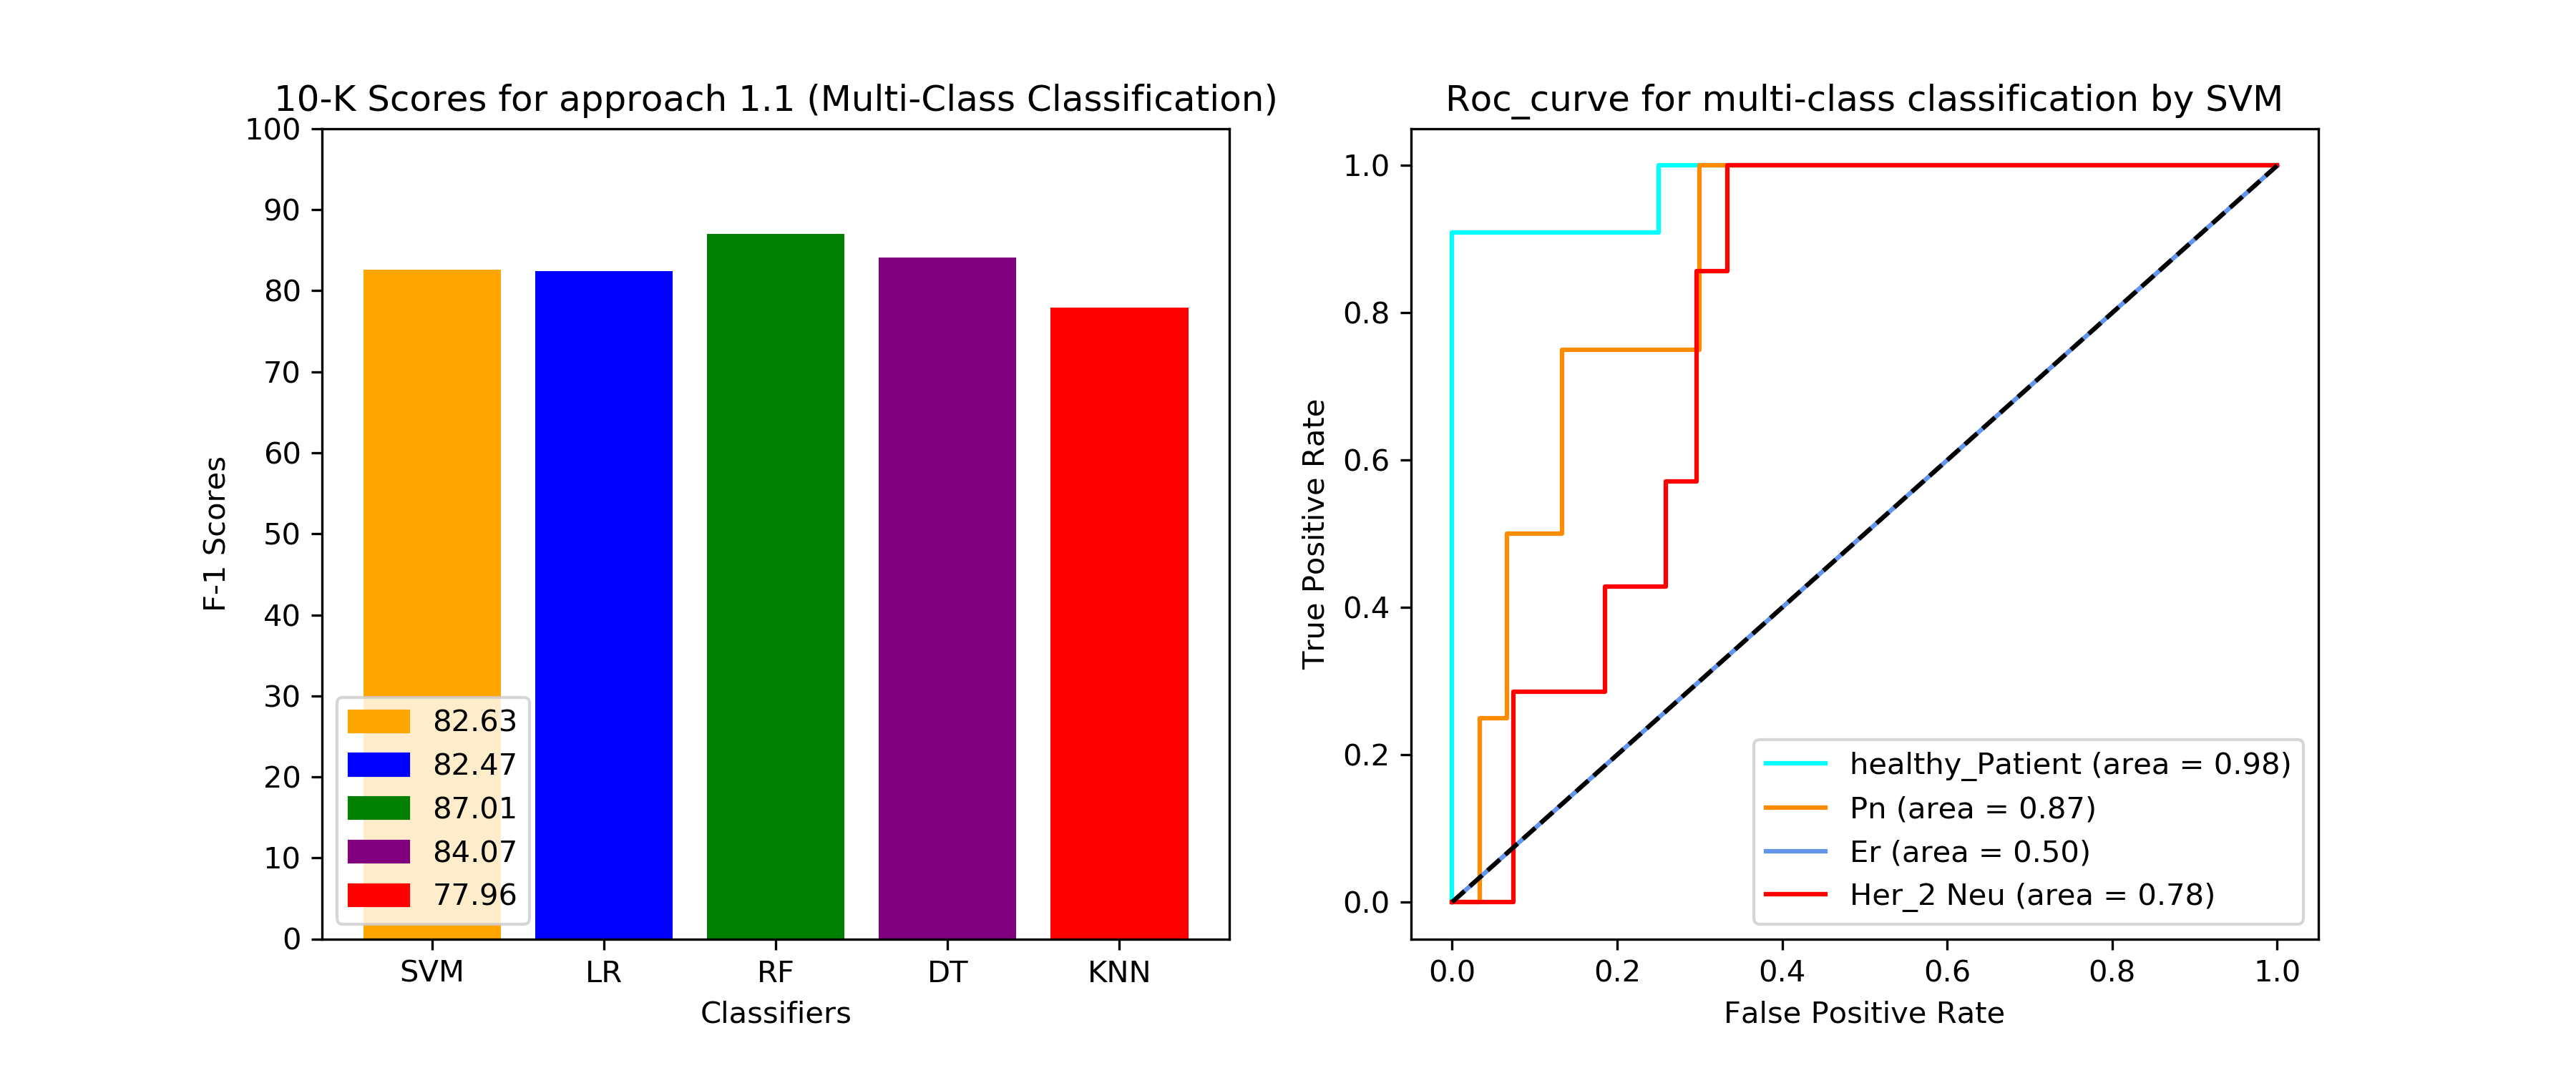 10-K Scores for approach 1.1 (Multi-Class Classification)
100
90
80
70
60
50
40
30
20
10
0
F-1 Scores
82.63
82.47
87.01
84.07
77.96
SVM
LR
RF
DT
KNN
Classifiers
Roc_curve for multi-class classification by SVM
1.0
0.8
0.6
0.4
0.2
0.0
True Positive Rate
healthy_Patient (area = 0.98)
Pn (area = 0.87)
Er (area = 0.50)
Her_2 Neu (area = 0.78)
0.0
0.2
0.4
0.6
0.8
1.0
False Positive Rate